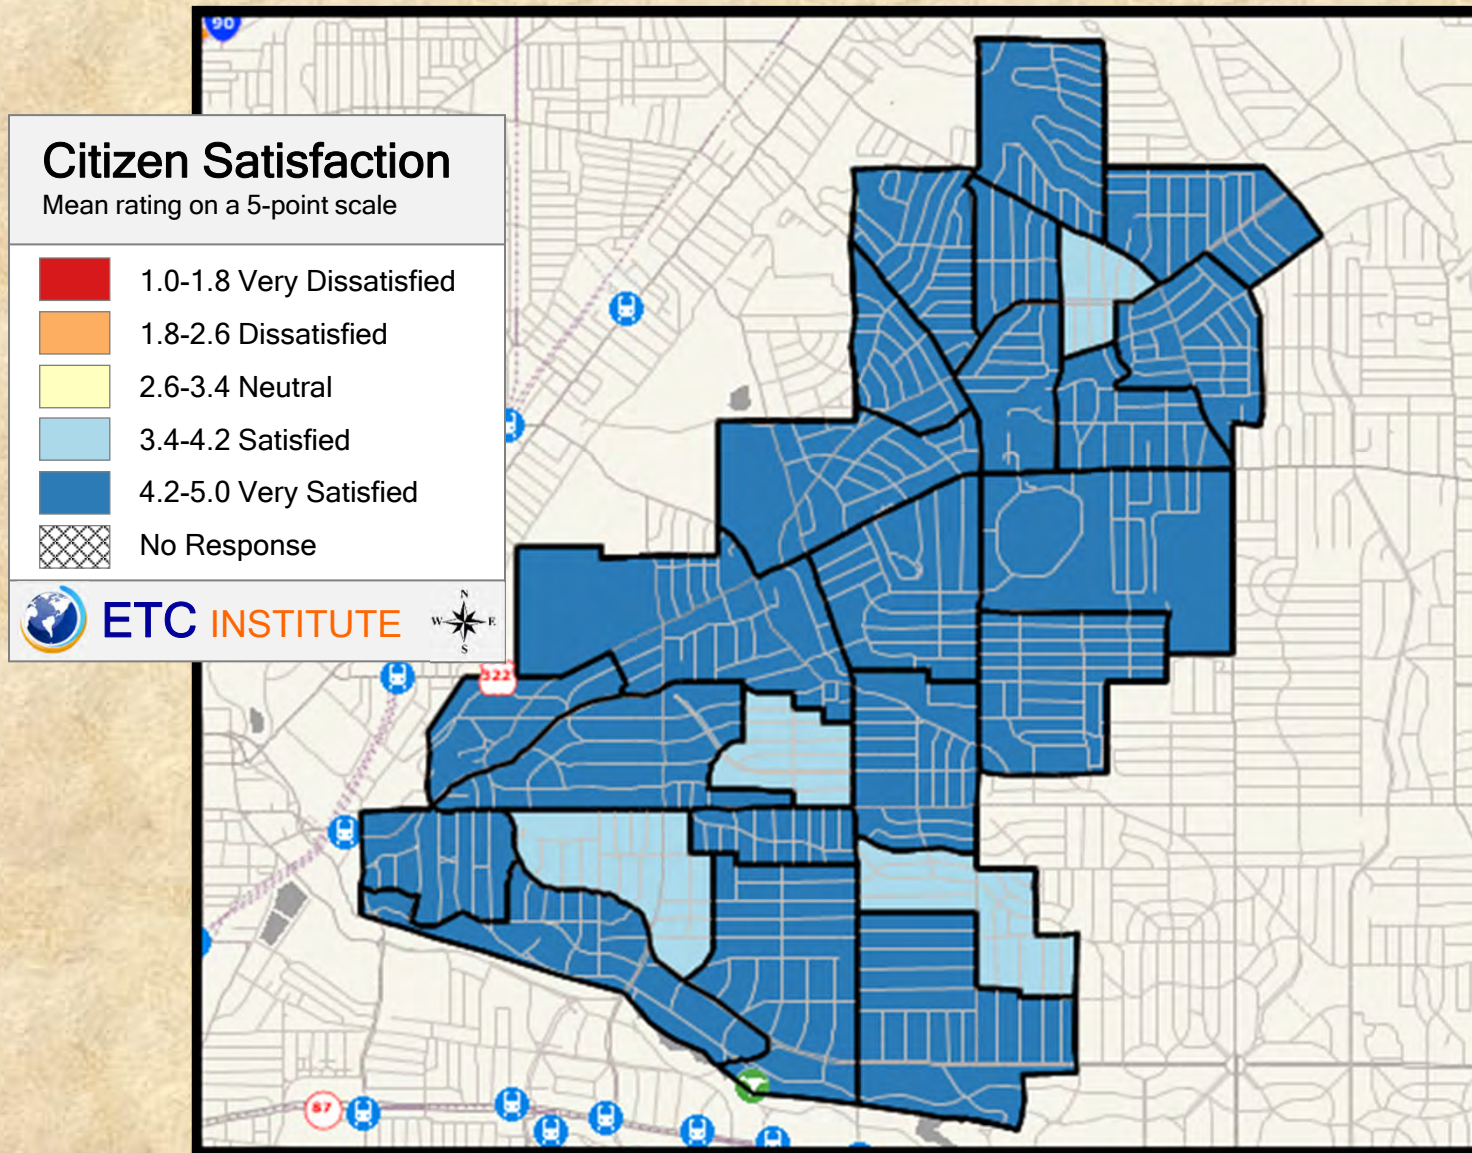 90
Citizen Satisfaction
Mean rating on a 5-point scale
1.0-1.8 Very Dissatisfied
1.8-2.6 Dissatisfied
2.6-3.4 Neutral
3.4-4.2 Satisfied
4.2-5.0 Very Satisfied
No Response
ETC INSTITUTE
N
W E
S
322
87